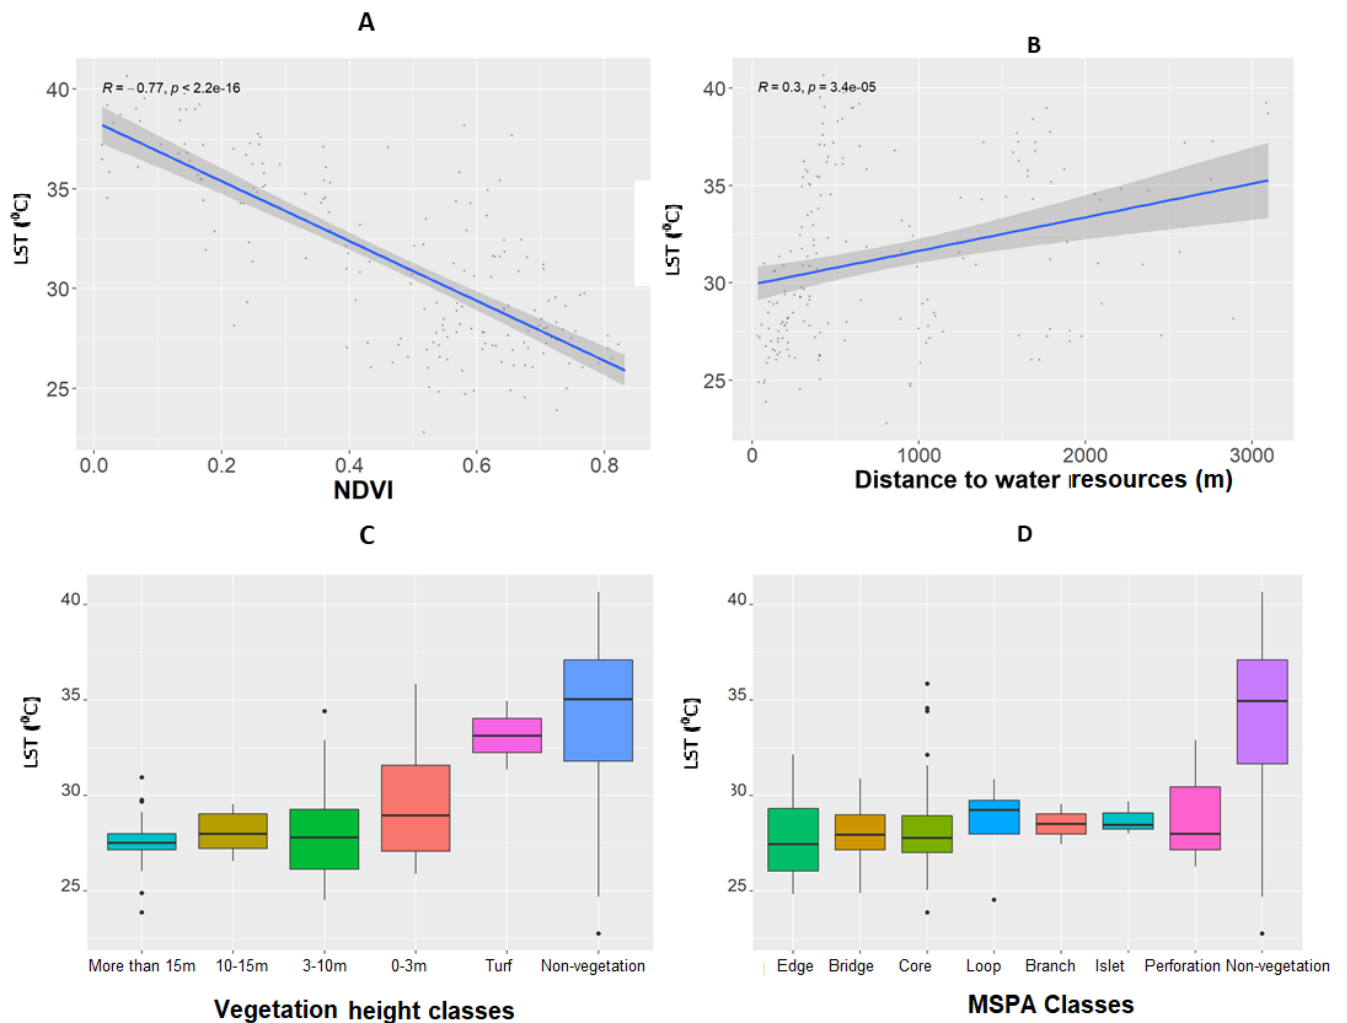 A
B
R = −0.77, p < 2.2e-16
R = 0.3, p = 3.4e-05
40
35
30
25
LST (⁰C)
0.0 0.2 0.4 0.6 0.8
NDVI
40
35
30
25
LST (⁰C)
0 1000 2000 3000
Distance to water resources (m)
C
D
40
35
30
25
LST (⁰C)
More than 15m 10-15m 3-10m 0-3m Turf Non-vegetation
Vegetation height classes
40
35
30
25
LST (⁰C)
Edge Bridge Core Loop Branch Islet Perforation Non-vegetation
MSPA Classes